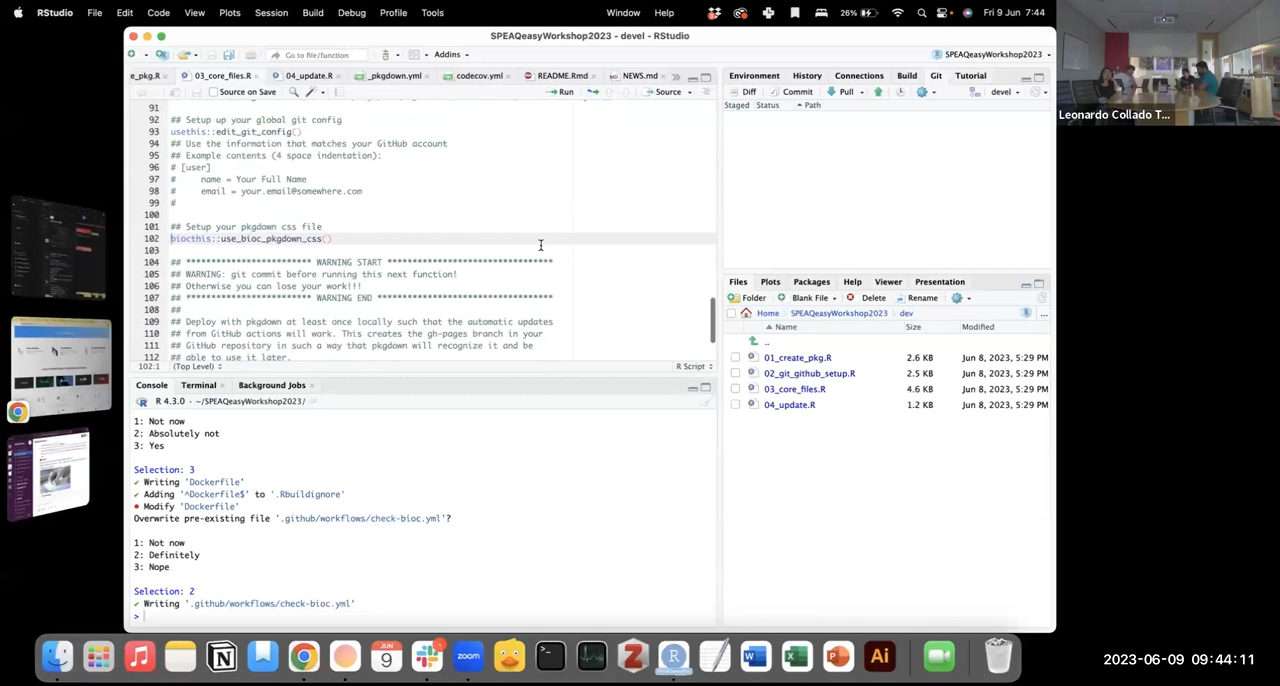 RStudio File Edit Code View Plots Session Build Debug Profile Tools Window Help 26% Fri 9 Jun 7:44
SPEAQeasyWorkshop2023 - devel - RStudio
Go to file/function Addins SPEAQeasyWorkshop2023
e_pkg.R 03_core_files.R 04_update.R _pkgdown.yml codecov.yml README.Rmd NEWS.md
Source on Save Run Source
91
92 ## Setup up your global git config
93 usethis::edit_git_config()
94 ## Use the information that matches your GitHub account
95 ## Example contents (4 space indentation):
96 # [user]
97 # name = Your Full Name
98 # email = your.email@somewhere.com
99 #
100
101 ## Setup your pkgdown css file
102 biocthis::use_bioc_pkgdown_css()
103
104 ## ******************************** WARNING START ********************************
105 ## WARNING: git commit before running this next function!
106 ## Otherwise you can lose your work!!!
107 ## ********************************* WARNING END *********************************
108 ##
109 ## Deploy with pkgdown at least once locally such that the automatic updates
110 ## from GitHub actions will work. This creates the gh-pages branch in your
111 ## GitHub repository in such a way that pkgdown will recognize it and be
112 ## able to use it later.
102:1 (Top Level) R Script
Console Terminal Background Jobs
R 4.3.0 · ~/SPEAQeasyWorkshop2023/
1: Not now
2: Absolutely not
3: Yes
Selection: 3
✔ Writing 'Dockerfile'
✔ Adding '^Dockerfile$' to '.Rbuildignore'
• Modify 'Dockerfile'
Overwrite pre-existing file '.github/workflows/check-bioc.yml'?
1: Not now
2: Definitely
3: Nope
Selection: 2
✔ Writing '.github/workflows/check-bioc.yml'
>
Environment History Connections Build Git Tutorial
Diff Commit Pull devel
Staged Status Path
Files Plots Packages Help Viewer Presentation
Folder Blank File Delete Rename
Home SPEAQeasyWorkshop2023 dev
Name Size Modified
..
01_create_pkg.R 2.6 KB Jun 8, 2023, 5:29 PM
02_git_github_setup.R 2.5 KB Jun 8, 2023, 5:29 PM
03_core_files.R 4.6 KB Jun 8, 2023, 5:29 PM
04_update.R 1.2 KB Jun 8, 2023, 5:29 PM
Leonardo Collado T...
JUN
9
zoom
R
W
X
P
Ai
2023-06-09 09:44:11